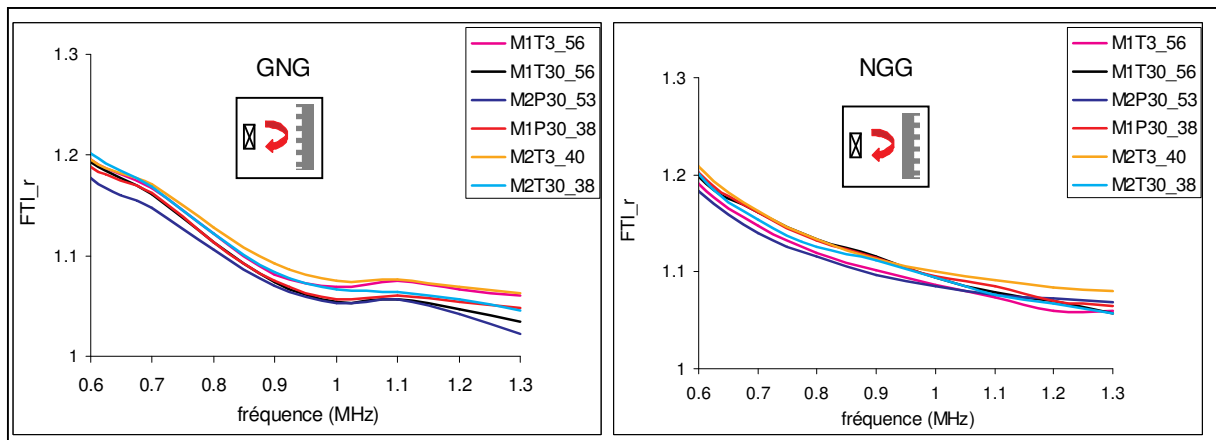 GNG
FTI_r
1.3
1.2
1.1
1
0.6 0.7 0.8 0.9 1 1.1 1.2 1.3
fréquence (MHz)
M1T3_56
M1T30_56
M2P30_53
M1P30_38
M2T3_40
M2T30_38
NGG
FTI_r
1.3
1.2
1.1
1
0.6 0.7 0.8 0.9 1 1.1 1.2 1.3
fréquence (MHz)
M1T3_56
M1T30_56
M2P30_53
M1P30_38
M2T3_40
M2T30_38